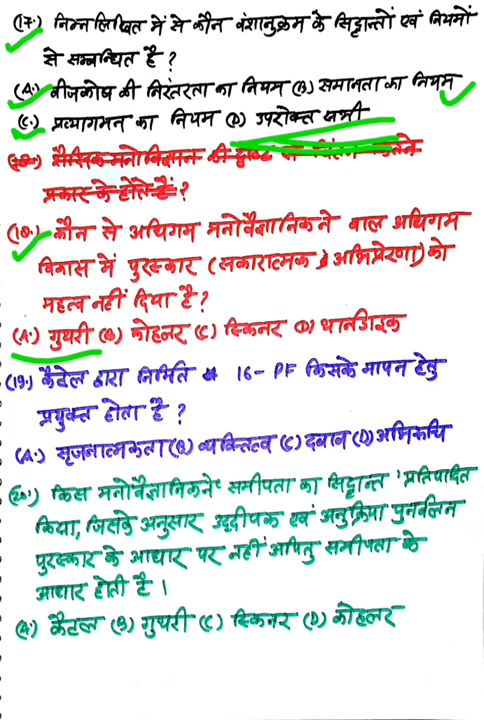 (17.) निम्न लिखित में से कौन वंशानुक्रम के सिद्वान्तों एवं नियमों
से सम्बन्धित है ?
(A.) बीजकोष की निरंतरता का नियम (B) समानता का नियम
(C.) प्रत्यागमन का नियम (D) उपरोक्त सभी
प्रकार के होते हैं ?
(18.) कौन से अधिगम मनोवैज्ञानिक ने बाल अधिगम
विकास में पुरस्कार (सकारात्मक अभिप्रेरणा) को
महत्व नहीं दिया है ?
(A.) गुथरी (B) कोहलर (C) स्किनर (D) थार्नडाइक
(19.) कैटेल द्वारा निर्मित 16- PF किसके मापन हेतु
प्रयुक्त होता है ?
(A.) सृजनात्मकता (B) व्यक्तित्व (C) दबाव (D) अभिरूचि
(20.) किस मनोवैज्ञानिक ने 'समीपता का सिद्वान्त' प्रतिपादित
किया, जिसके अनुसार उद्दीपक एवं अनुक्रिया पुनर्बलन
पुरस्कार के आधार पर नहीं अपितु समीपता के
आधार होती है ।
(A.) कैटल (B) गुथरी (C) स्किनर (D) कोहलर